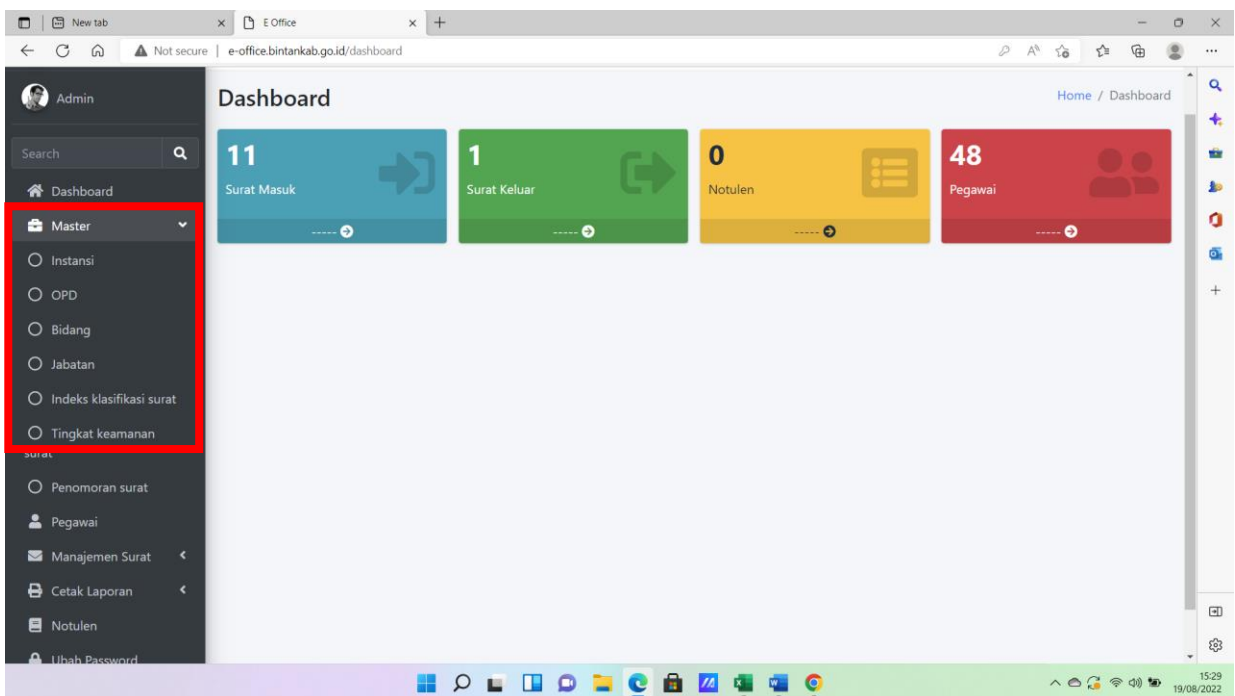 New tab
E Office
Not secure | e-office.bintankab.go.id/dashboard
Admin
Search
Dashboard
Master
Instansi
OPD
Bidang
Jabatan
Indeks klasifikasi surat
Tingkat keamanan
surat
Penomoran surat
Pegawai
Manajemen Surat
Cetak Laporan
Notulen
Ubah Password
Dashboard
Home / Dashboard
11
Surat Masuk
-----
1
Surat Keluar
-----
0
Notulen
-----
48
Pegawai
-----
15:29
19/08/2022